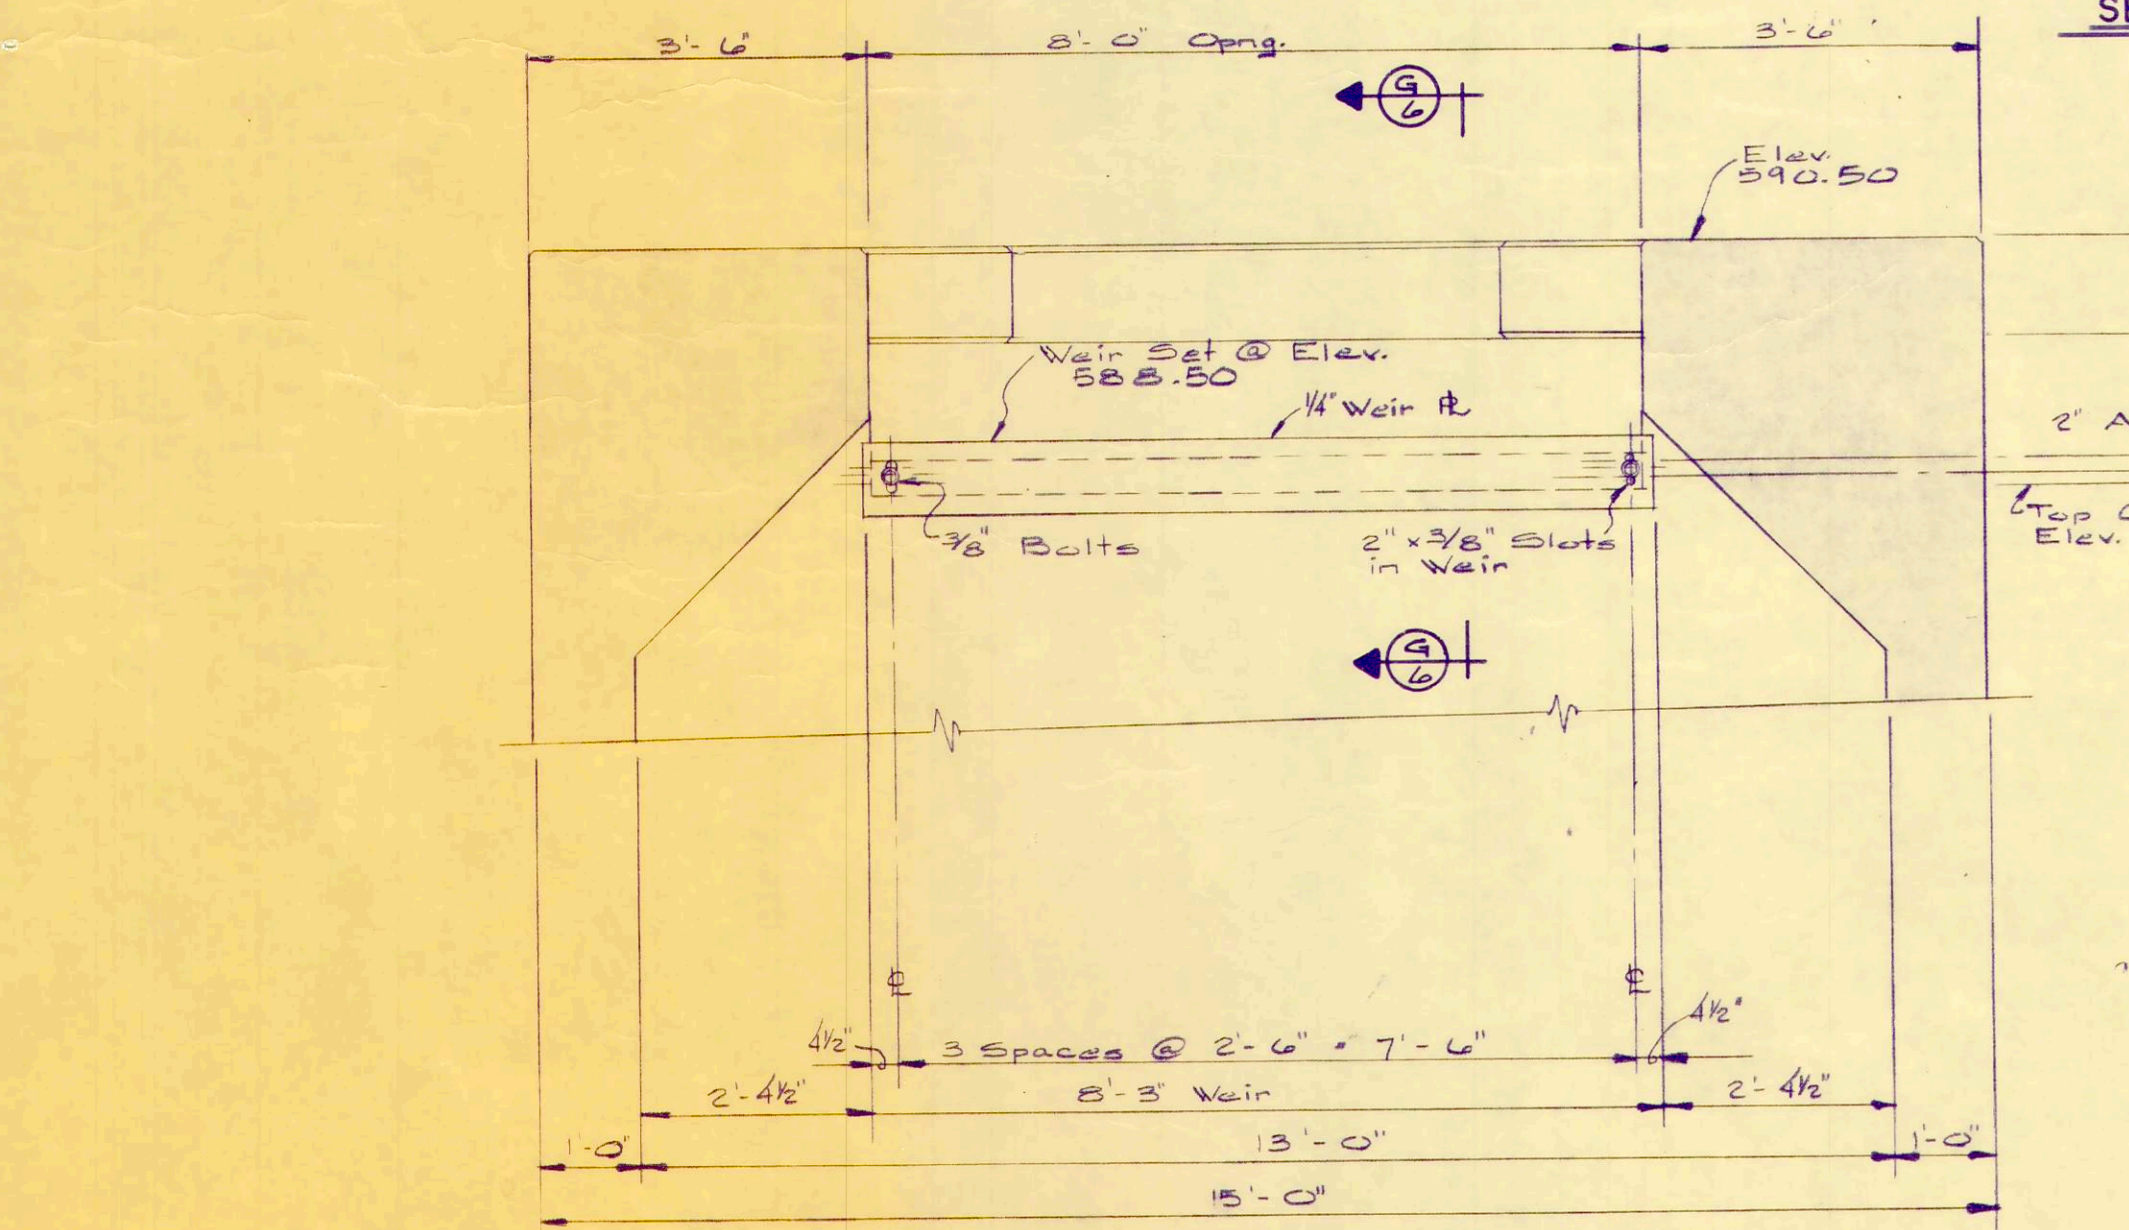 3'-6"
8'-0" Opng.
3'-6"
G
6
Elev.
590.50
Weir Set @ Elev.
588.50
1/4" Weir ℄
2" A
3/8" Bolts
2" x 3/8" Slots
in Weir
Top
Elev.
G
6
℄
℄
4½"
3 Spaces @ 2'-6" = 7'-6"
4½"
2'-4½"
8'-3" Weir
2'-4½"
1'-0"
13'-0"
1'-0"
15'-0"